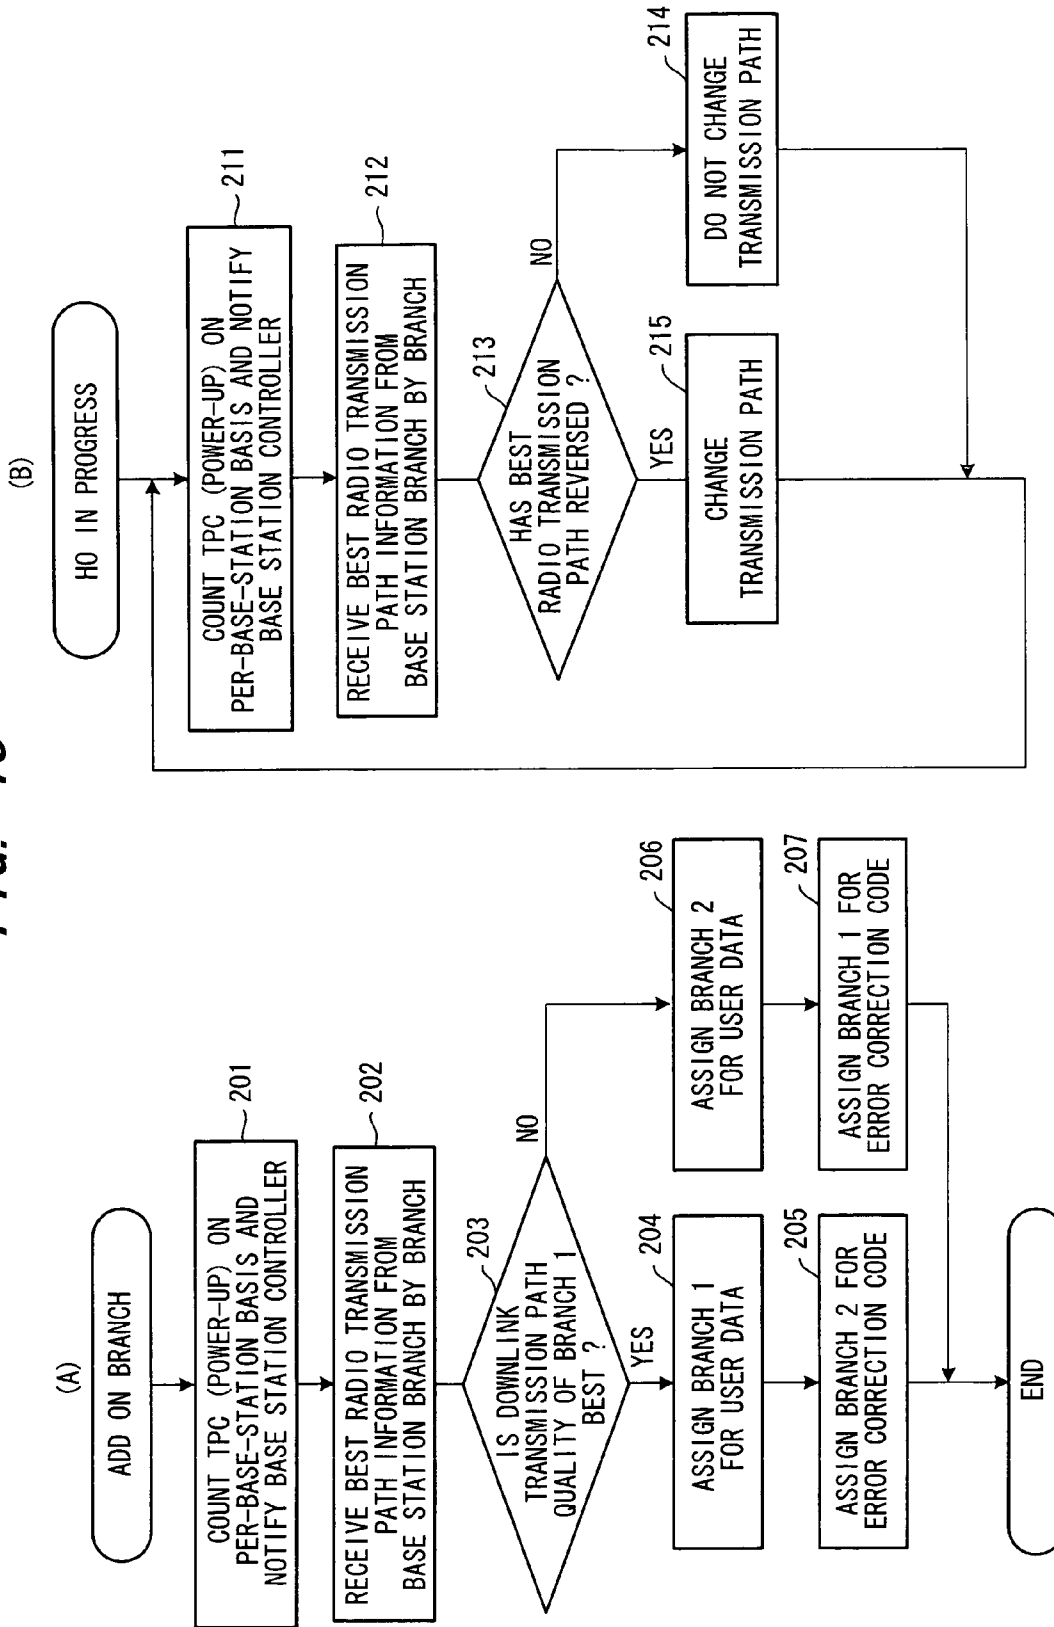 (A)
ADD ON BRANCH
COUNT TPC (POWER-UP) ON
PER-BASE-STATION BASIS AND
NOTIFY BASE STATION CONTROLLER
201
RECEIVE BEST RADIO TRANSMISSION
PATH INFORMATION FROM
BASE STATION BRANCH BY BRANCH
202
IS DOWNLINK
TRANSMISSION PATH
QUALITY OF BRANCH 1
BEST ?
203
NO
YES
ASSIGN BRANCH 1
FOR USER DATA
204
ASSIGN BRANCH 2 FOR
ERROR CORRECTION CODE
205
ASSIGN BRANCH 2
FOR USER DATA
206
ASSIGN BRANCH 1 FOR
ERROR CORRECTION CODE
207
END
(B)
HO IN PROGRESS
COUNT TPC (POWER-UP) ON
PER-BASE-STATION BASIS AND NOTIFY
BASE STATION CONTROLLER
211
RECEIVE BEST RADIO TRANSMISSION
PATH INFORMATION FROM
BASE STATION BRANCH BY BRANCH
212
HAS BEST
RADIO TRANSMISSION
PATH REVERSED ?
213
NO
YES
CHANGE
TRANSMISSION PATH
215
DO NOT CHANGE
TRANSMISSION PATH
214